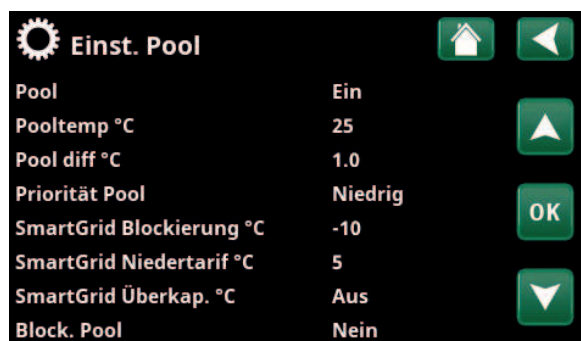 Einst. Pool
Pool Ein
Pooltemp °C 25
Pool diff °C 1.0
Priorität Pool Niedrig
SmartGrid Blockierung °C -10
SmartGrid Niedertarif °C 5
SmartGrid Überkap. °C Aus
Block. Pool Nein
OK